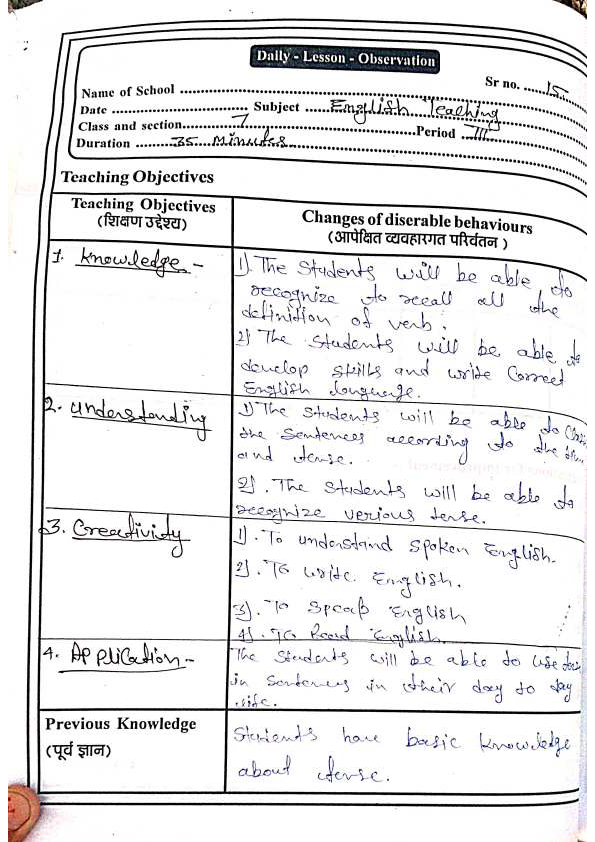 Daily - Lesson - Observation
Sr no. ......15......
Name of School ..........
Date .......... Subject ....English Teaching....
Class and section.......7.......Period ..III...
Duration .........35 Minutes..........
Teaching Objectives
Teaching Objectives
(शिक्षण उद्देश्य)
Changes of diserable behaviours
(आपेक्षित व्यवहारगत परिवर्तन )
1. Knowledge -
1). The Students will be able to
recognize to recall all the
definition of verb.
2) The Students will be able to
develop skills and write Correct
English language.
2. Understanding
1) The Students will be able to
the Sentences according to the
and tense.
2). The Students will be able to
recognize verious tense.
3. Creativity
1). To understand Spoken English.
2). To write English.
3). To Speak English
4). To Read English.
4. Application -
The Students will be able to use
in Sentences in their day to day
life.
Previous Knowledge
(पूर्व ज्ञान)
Students have basic knowledge
about tense.